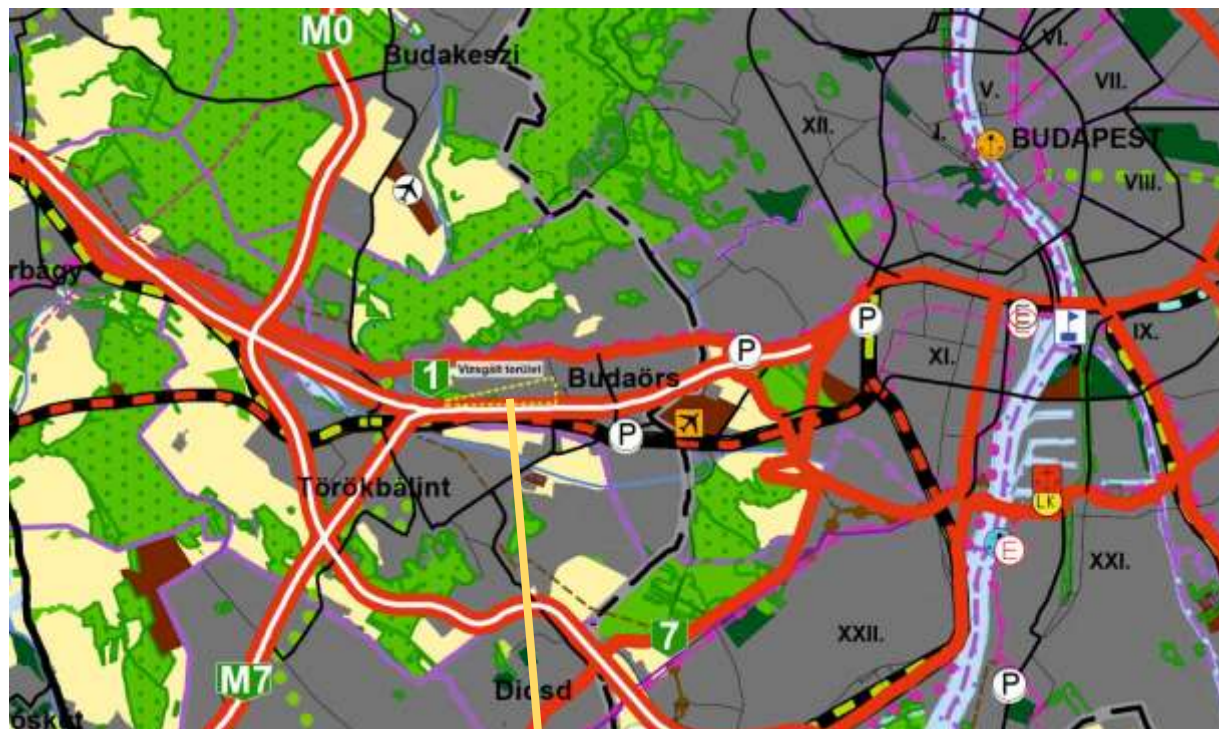 M0
Budakeszi
VI.
VII.
V.
XII.
I.
BUDAPEST
VIII.
rbágy
P
E
IX.
XI.
P
1
Vizsgált terület
Budaörs
P
Törökbálint
LK
E
XXI.
7
XXII.
M7
Diósd
P